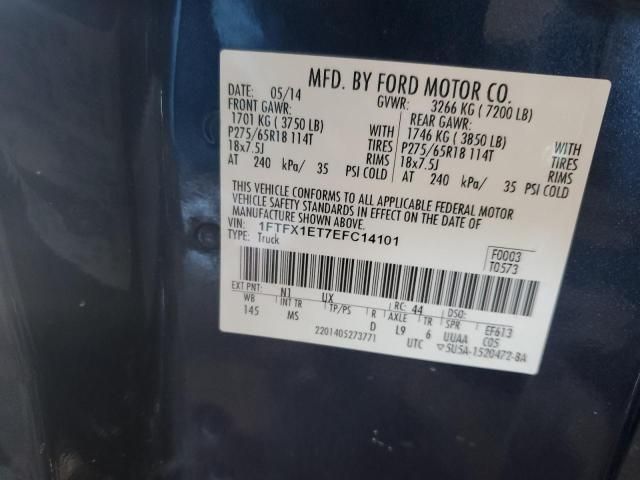 MFD. BY FORD MOTOR CO.
DATE: 05/14 GVWR: 3266 KG ( 7200 LB)
FRONT GAWR: REAR GAWR:
1701 KG ( 3750 LB) WITH 1746 KG ( 3850 LB) WITH
P275/65R18 114T TIRES P275/65R18 114T TIRES
18x7.5J RIMS 18x7.5J RIMS
AT 240 kPa/ 35 PSI COLD AT 240 kPa/ 35 PSI COLD
THIS VEHICLE CONFORMS TO ALL APPLICABLE FEDERAL MOTOR
VEHICLE SAFETY STANDARDS IN EFFECT ON THE DATE OF
MANUFACTURE SHOWN ABOVE.
VIN: 1FTFX1ET7EFC14101
TYPE: Truck
F0003
T0573
EXT PNT: N1 UX RC: 44 DSO:
WB INT TR TP/PS R AXLE TR SPR EF613
145 MS D L9 6 UUAA C05
2201405273771 UTC 5U5A-1520472-BA